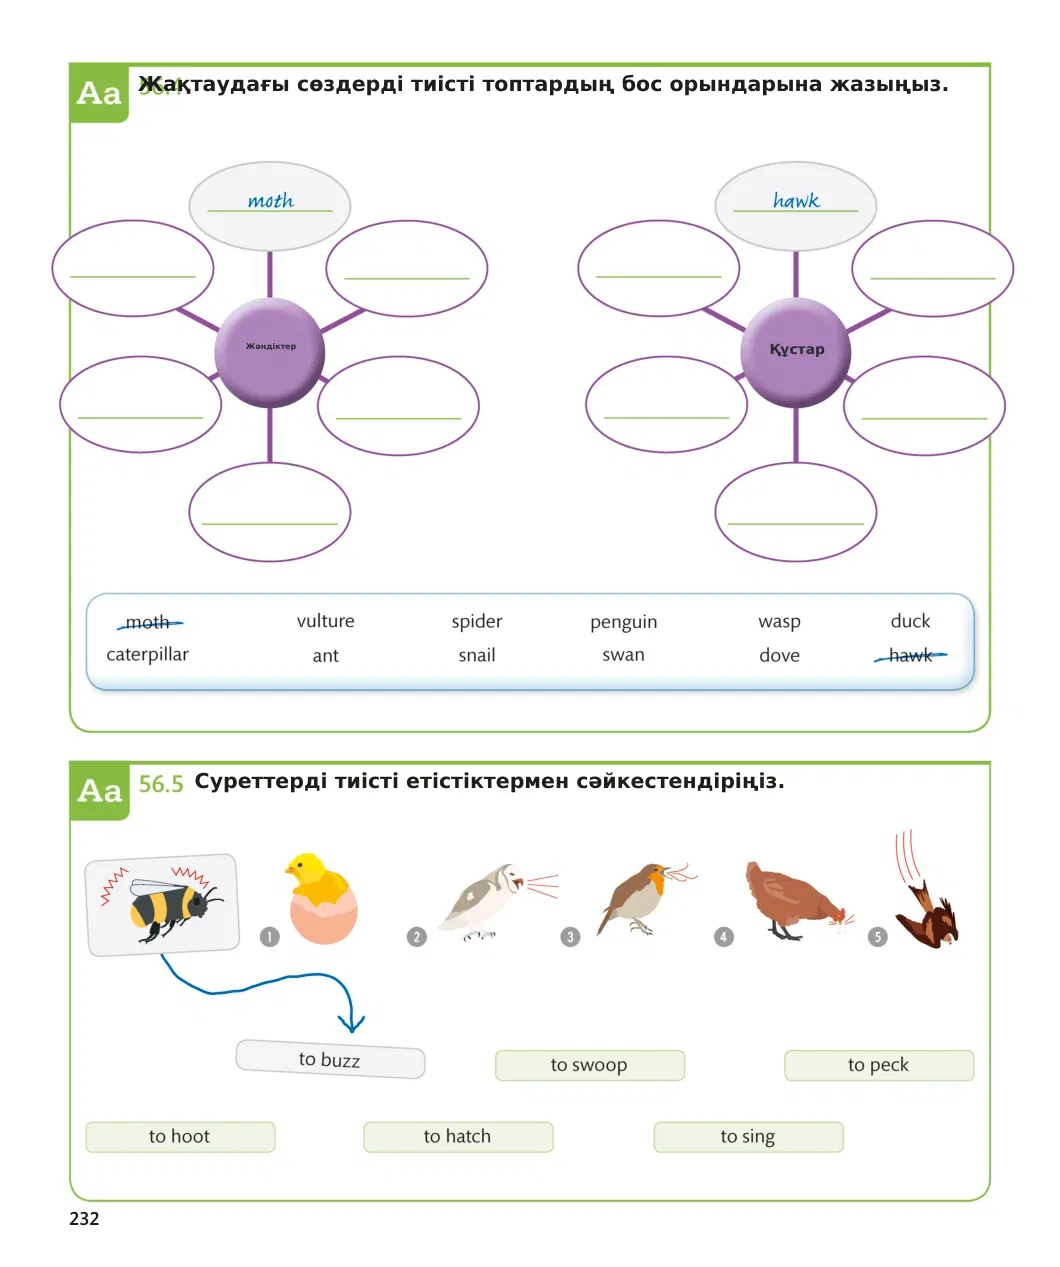 Aa Жақтаудағы сөздерді тиісті топтардың бос орындарына жазыңыз.
moth
hawk
Жәндіктер
Құстар
moth vulture spider penguin wasp duck
caterpillar ant snail swan dove hawk
Aa 56.5 Суреттерді тиісті етістіктермен сәйкестендіріңіз.
1 2 3 4 5
to buzz
to swoop
to peck
to hoot
to hatch
to sing
232